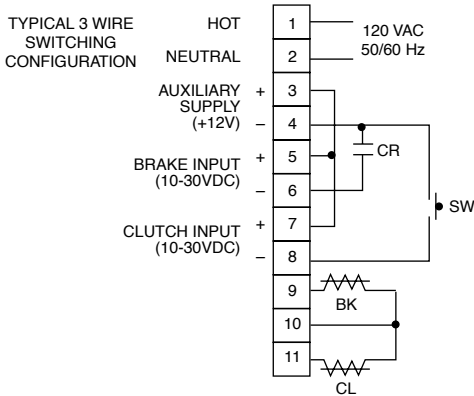 TYPICAL 3 WIRE
SWITCHING
CONFIGURATION
HOT 1
120 VAC
50/60 Hz
NEUTRAL 2
AUXILIARY
SUPPLY
(+12V)
+ 3
– 4
BRAKE INPUT
(10-30VDC)
+ 5
– 6
CR
CLUTCH INPUT
(10-30VDC)
+ 7
– 8
SW
9
BK
10
11
CL